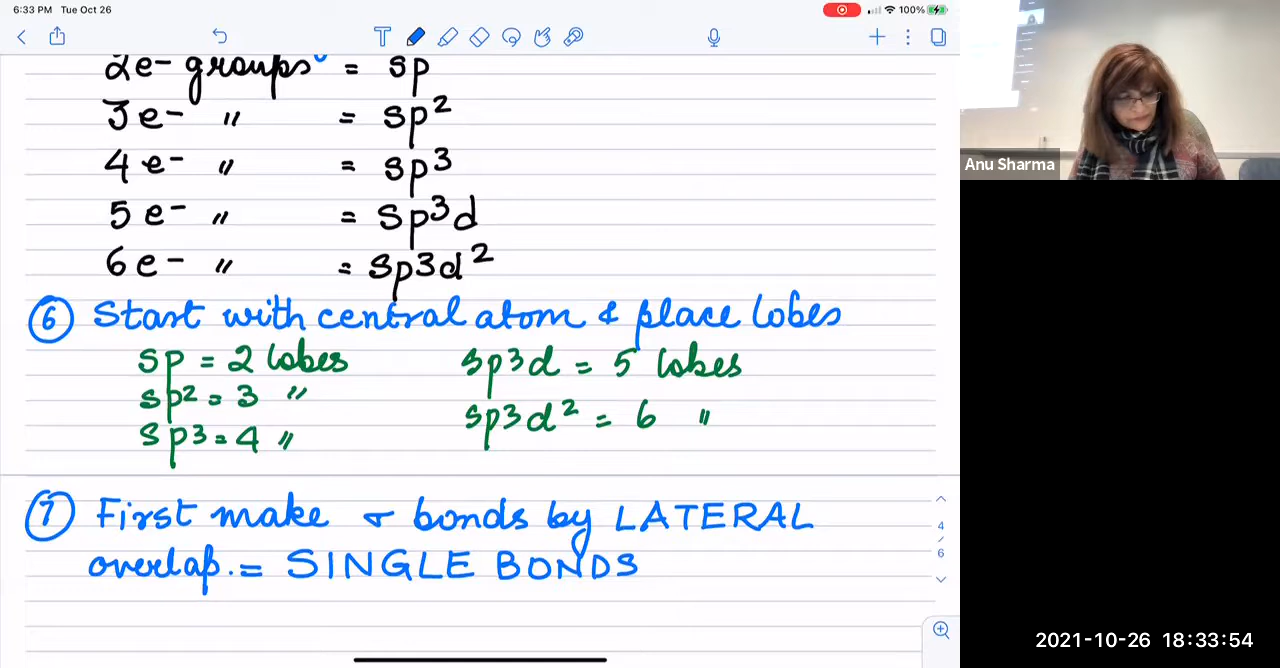 6:33 PM Tue Oct 26
100%
T
2e- groups = sp
3e- " = sp²
4e- " = sp³
5e- " = sp³d
6e- " = sp³d²
⑥ Start with central atom & place lobes
sp = 2 lobes sp3d = 5 lobes
sp2 = 3 " sp3d² = 6 "
sp3 = 4 "
⑦ First make σ bonds by LATERAL
overlap. = SINGLE BONDS
4
/
6
Anu Sharma
2021-10-26 18:33:54